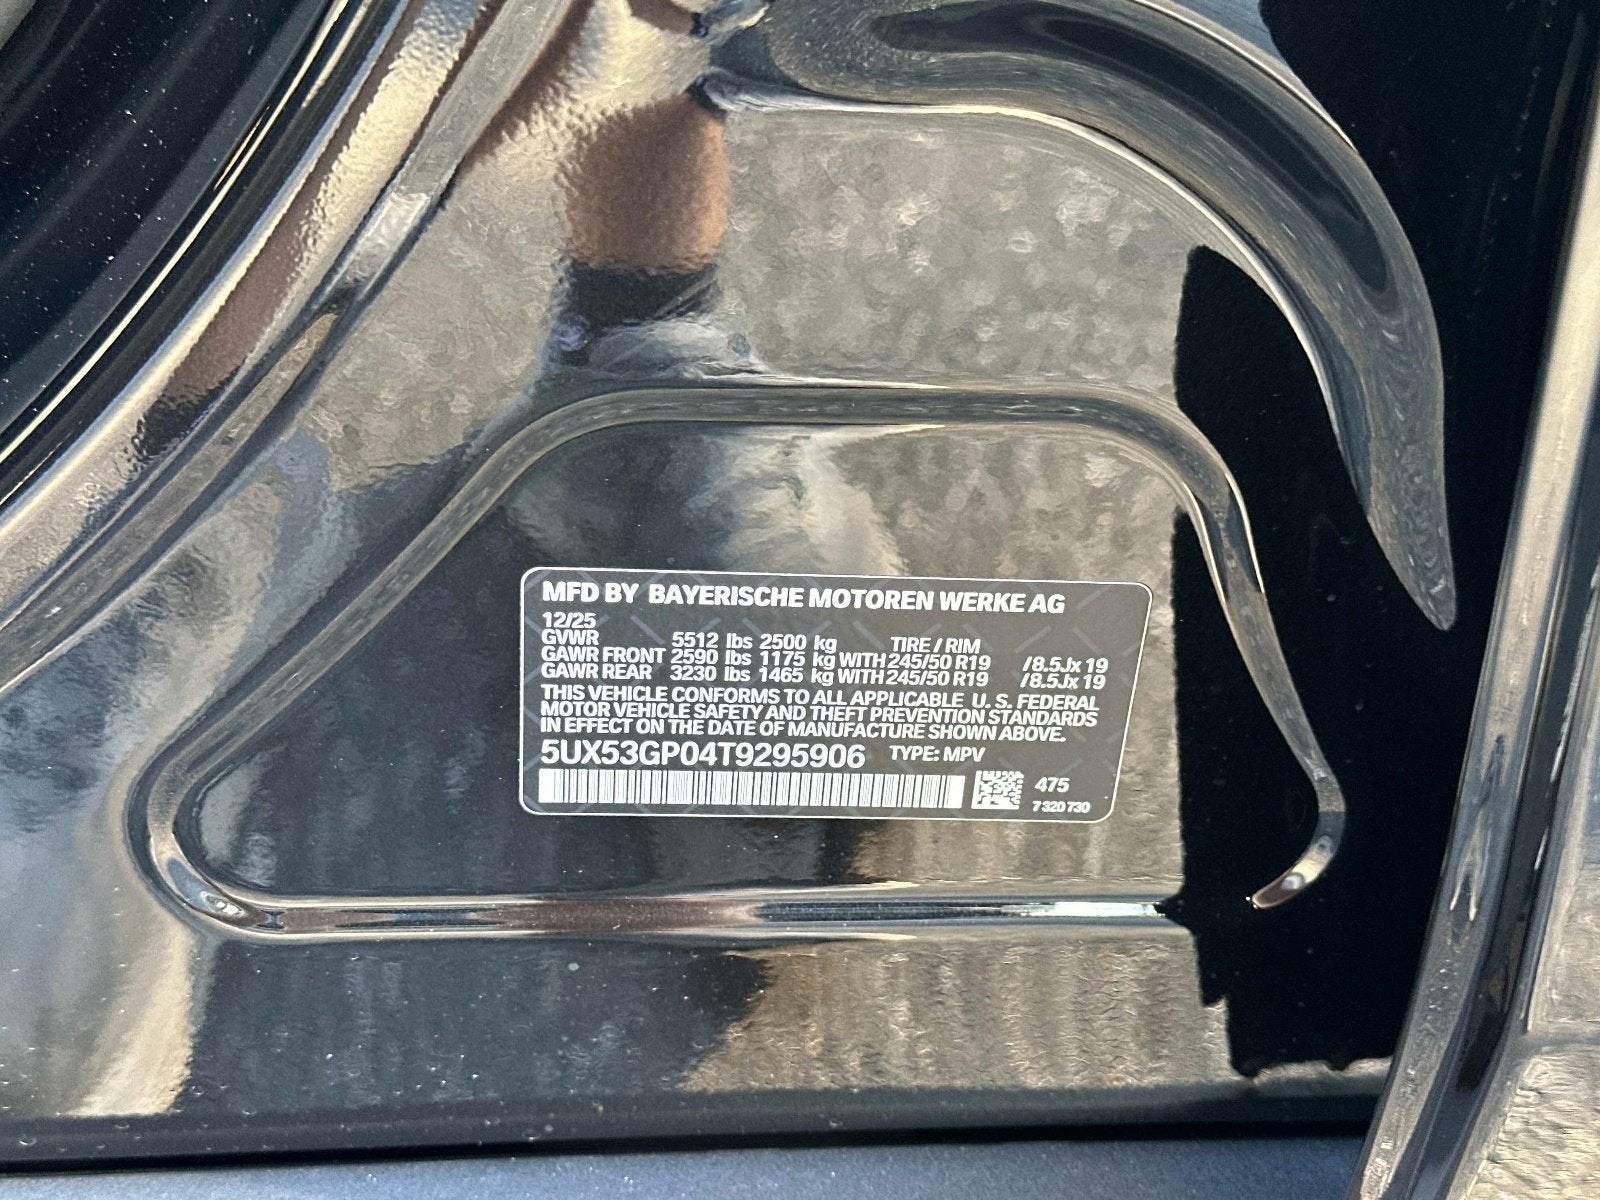 MFD BY BAYERISCHE MOTOREN WERKE AG
12/25
GVWR 5512 lbs 2500 kg TIRE / RIM
GAWR FRONT 2590 lbs 1175 kg WITH 245/50 R19 /8.5Jx 19
GAWR REAR 3230 lbs 1465 kg WITH 245/50 R19 /8.5Jx 19
THIS VEHICLE CONFORMS TO ALL APPLICABLE U. S. FEDERAL
MOTOR VEHICLE SAFETY AND THEFT PREVENTION STANDARDS
IN EFFECT ON THE DATE OF MANUFACTURE SHOWN ABOVE.
5UX53GP04T9295906 TYPE: MPV
475
7 320 730